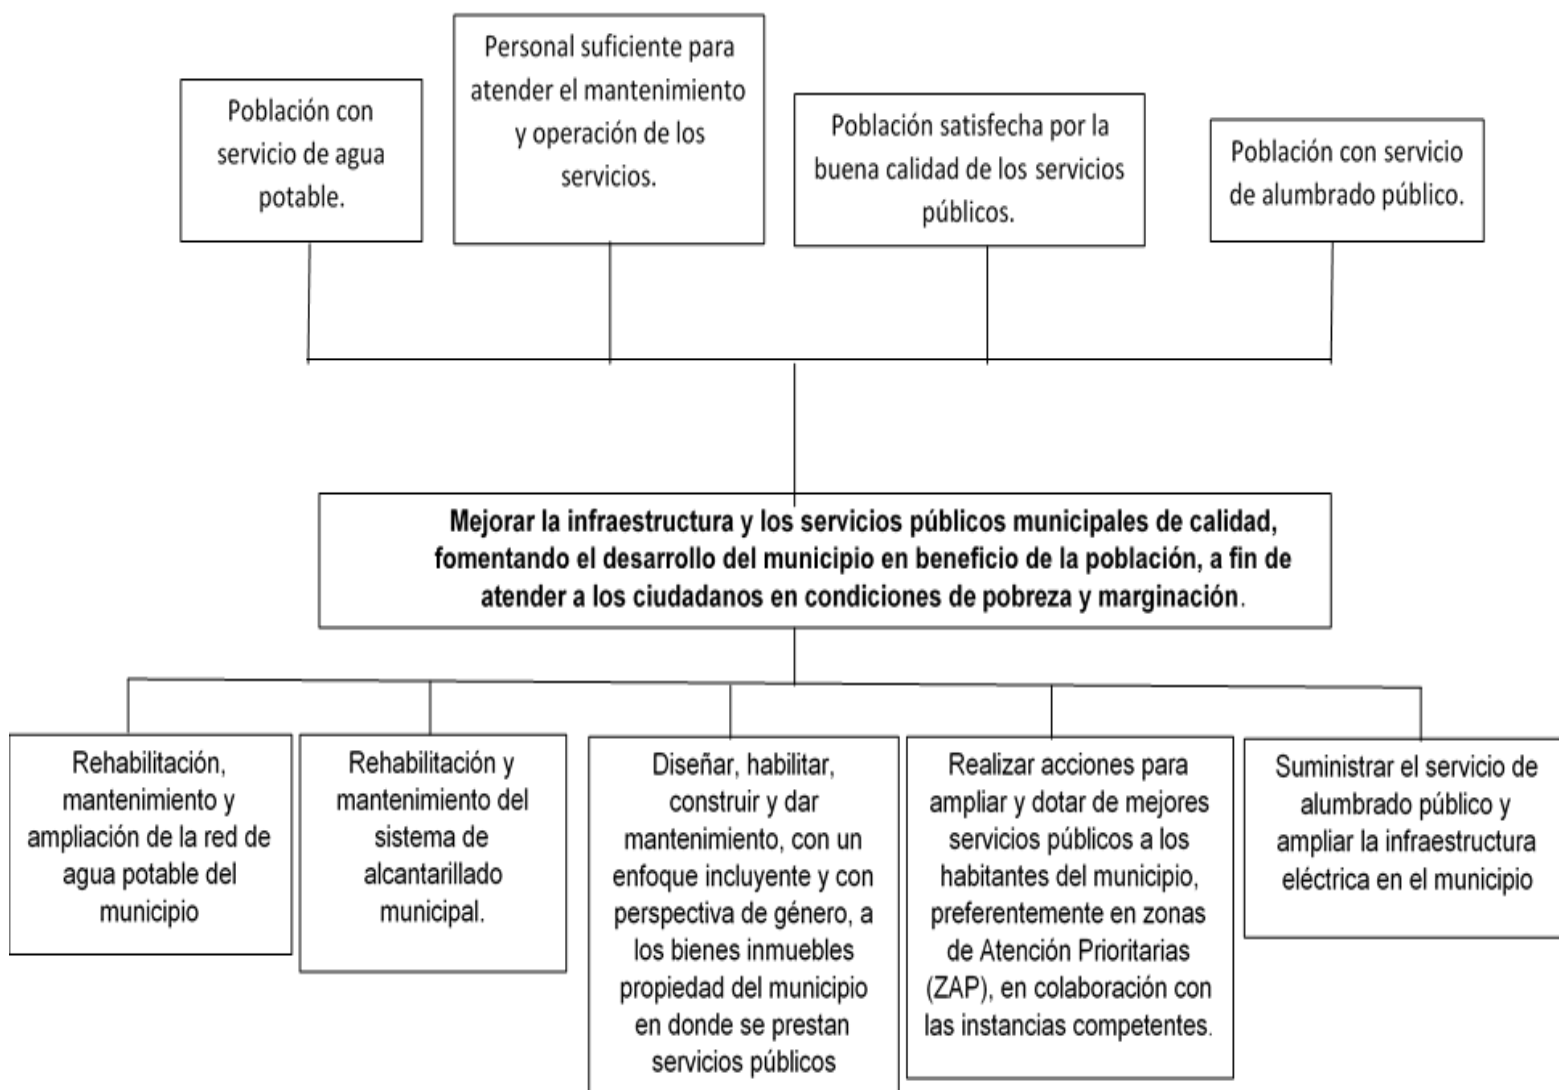 Población con
servicio de agua
potable.
Personal suficiente para
atender el mantenimiento
y operación de los
servicios.
Población satisfecha por la
buena calidad de los servicios
públicos.
Población con servicio
de alumbrado público.
Mejorar la infraestructura y los servicios públicos municipales de calidad,
fomentando el desarrollo del municipio en beneficio de la población, a fin de
atender a los ciudadanos en condiciones de pobreza y marginación.
Rehabilitación,
mantenimiento y
ampliación de la red de
agua potable del
municipio
Rehabilitación y
mantenimiento del
sistema de
alcantarillado
municipal.
Diseñar, habilitar,
construir y dar
mantenimiento, con un
enfoque incluyente y con
perspectiva de género, a
los bienes inmuebles
propiedad del municipio
en donde se prestan
servicios públicos
Realizar acciones para
ampliar y dotar de mejores
servicios públicos a los
habitantes del municipio,
preferentemente en zonas
de Atención Prioritarias
(ZAP), en colaboración con
las instancias competentes.
Suministrar el servicio de
alumbrado público y
ampliar la infraestructura
eléctrica en el municipio